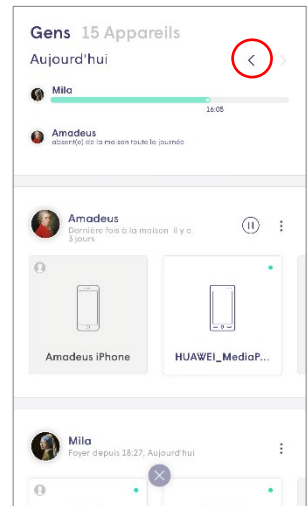 Gens 15 Appareils
Aujourd'hui
Mila
16:05
Amadeus
absent(e) de la maison toute la journée
Amadeus
Dernière fois à la maison il y a
3 jours
Amadeus iPhone
HUAWEI_MediaP...
Mila
Foyer depuis 18:27, Aujourd'hui